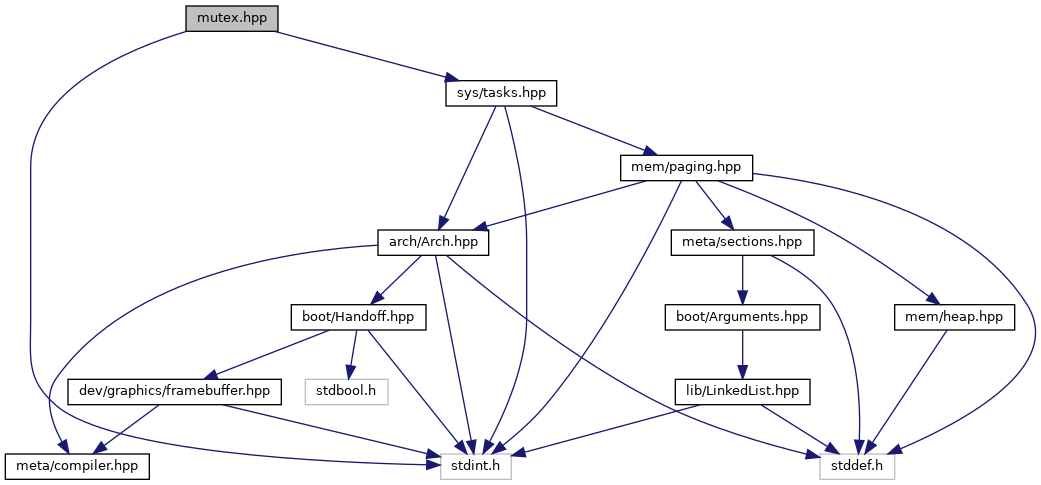 mutex.hpp
sys/tasks.hpp
mem/paging.hpp
arch/Arch.hpp
meta/sections.hpp
boot/Handoff.hpp
boot/Arguments.hpp
mem/heap.hpp
dev/graphics/framebuffer.hpp
stdbool.h
lib/LinkedList.hpp
meta/compiler.hpp
stdint.h
stddef.h